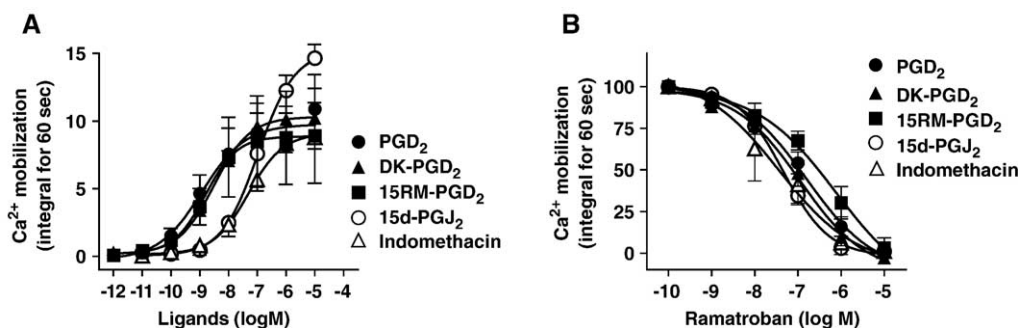 A
Ca²⁺ mobilization
(integral for 60 sec)
15
10
5
0
-12 -11 -10 -9 -8 -7 -6 -5 -4
Ligands (logM)
PGD₂
DK-PGD₂
15RM-PGD₂
15d-PGJ₂
Indomethacin
B
Ca²⁺ mobilization
(integral for 60 sec)
100
75
50
25
0
-10 -9 -8 -7 -6 -5
Ramatroban (log M)
PGD₂
DK-PGD₂
15RM-PGD₂
15d-PGJ₂
Indomethacin